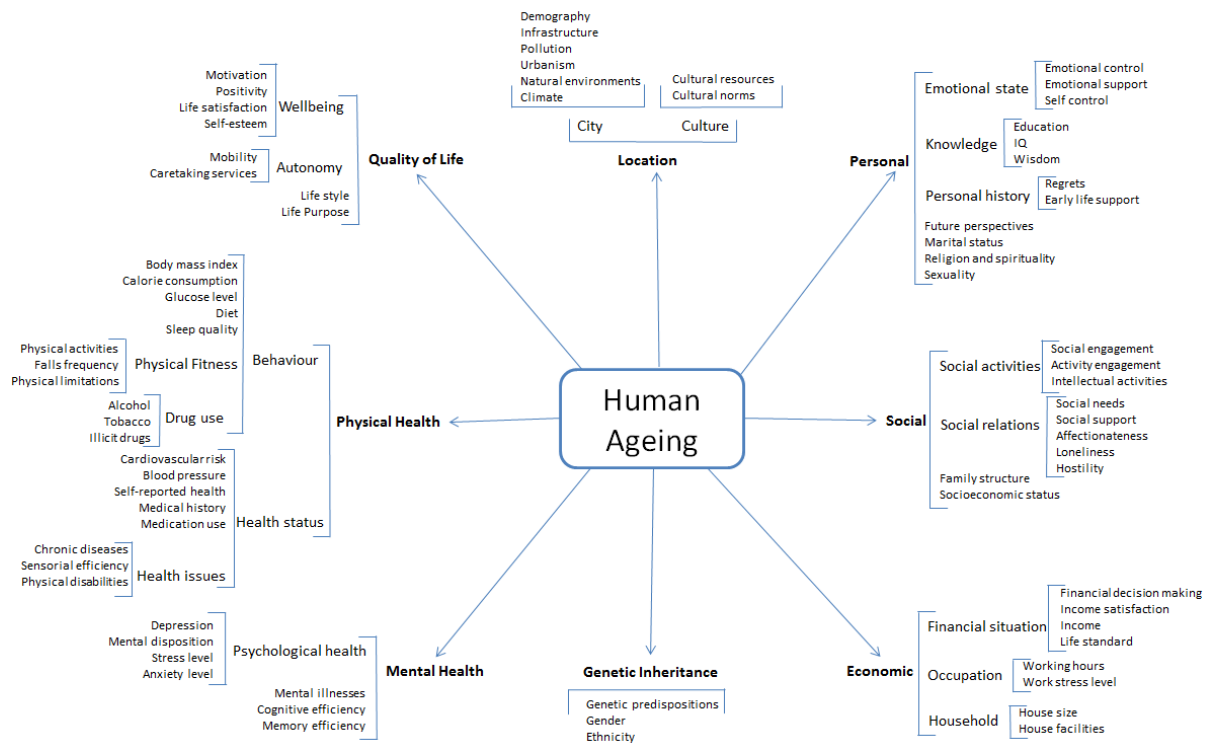 Human
Ageing
Quality of Life
Wellbeing
Motivation
Positivity
Life satisfaction
Self-esteem
Autonomy
Mobility
Caretaking services
Life style
Life Purpose
Location
City
Demography
Infrastructure
Pollution
Urbanism
Natural environments
Climate
Culture
Cultural resources
Cultural norms
Personal
Emotional state
Emotional control
Emotional support
Self control
Knowledge
Education
IQ
Wisdom
Personal history
Regrets
Early life support
Future perspectives
Marital status
Religion and spirituality
Sexuality
Physical Health
Behaviour
Body mass index
Calorie consumption
Glucose level
Diet
Sleep quality
Physical Fitness
Physical activities
Falls frequency
Physical limitations
Drug use
Alcohol
Tobacco
Illicit drugs
Health status
Cardiovascular risk
Blood pressure
Self-reported health
Medical history
Medication use
Health issues
Chronic diseases
Sensorial efficiency
Physical disabilities
Social
Social activities
Social engagement
Activity engagement
Intellectual activities
Social relations
Social needs
Social support
Affectionateness
Loneliness
Hostility
Family structure
Socioeconomic status
Mental Health
Psychological health
Depression
Mental disposition
Stress level
Anxiety level
Mental illnesses
Cognitive efficiency
Memory efficiency
Genetic Inheritance
Genetic predispositions
Gender
Ethnicity
Economic
Financial situation
Financial decision making
Income satisfaction
Income
Life standard
Occupation
Working hours
Work stress level
Household
House size
House facilities